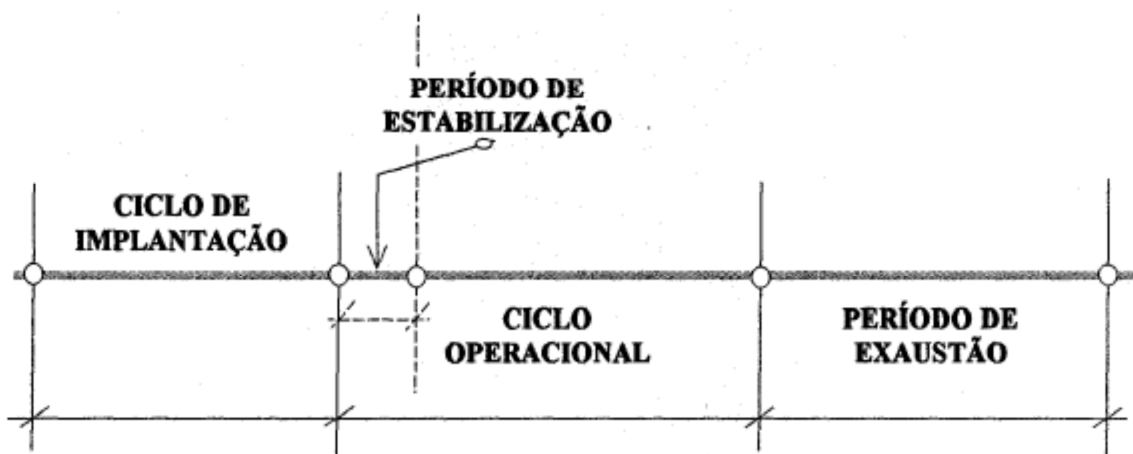 PERÍODO DE
ESTABILIZAÇÃO
CICLO DE
IMPLANTAÇÃO
CICLO
OPERACIONAL
PERÍODO DE
EXAUSTÃO